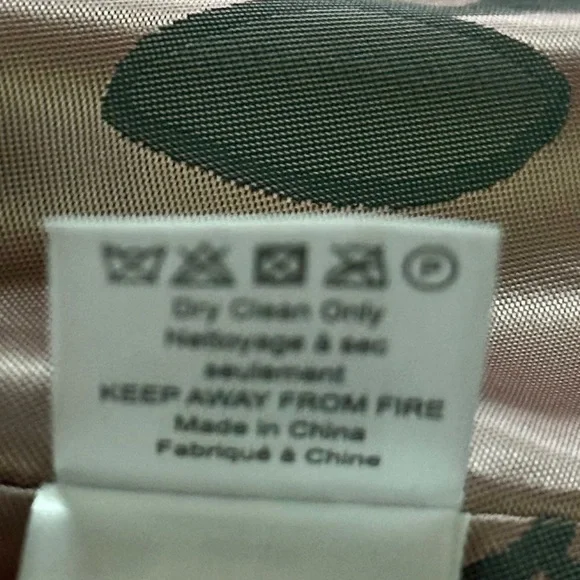 P
Dry Clean Only
Nettoyage à sec
seulement
KEEP AWAY FROM FIRE
Made in China
Fabriqué à Chine